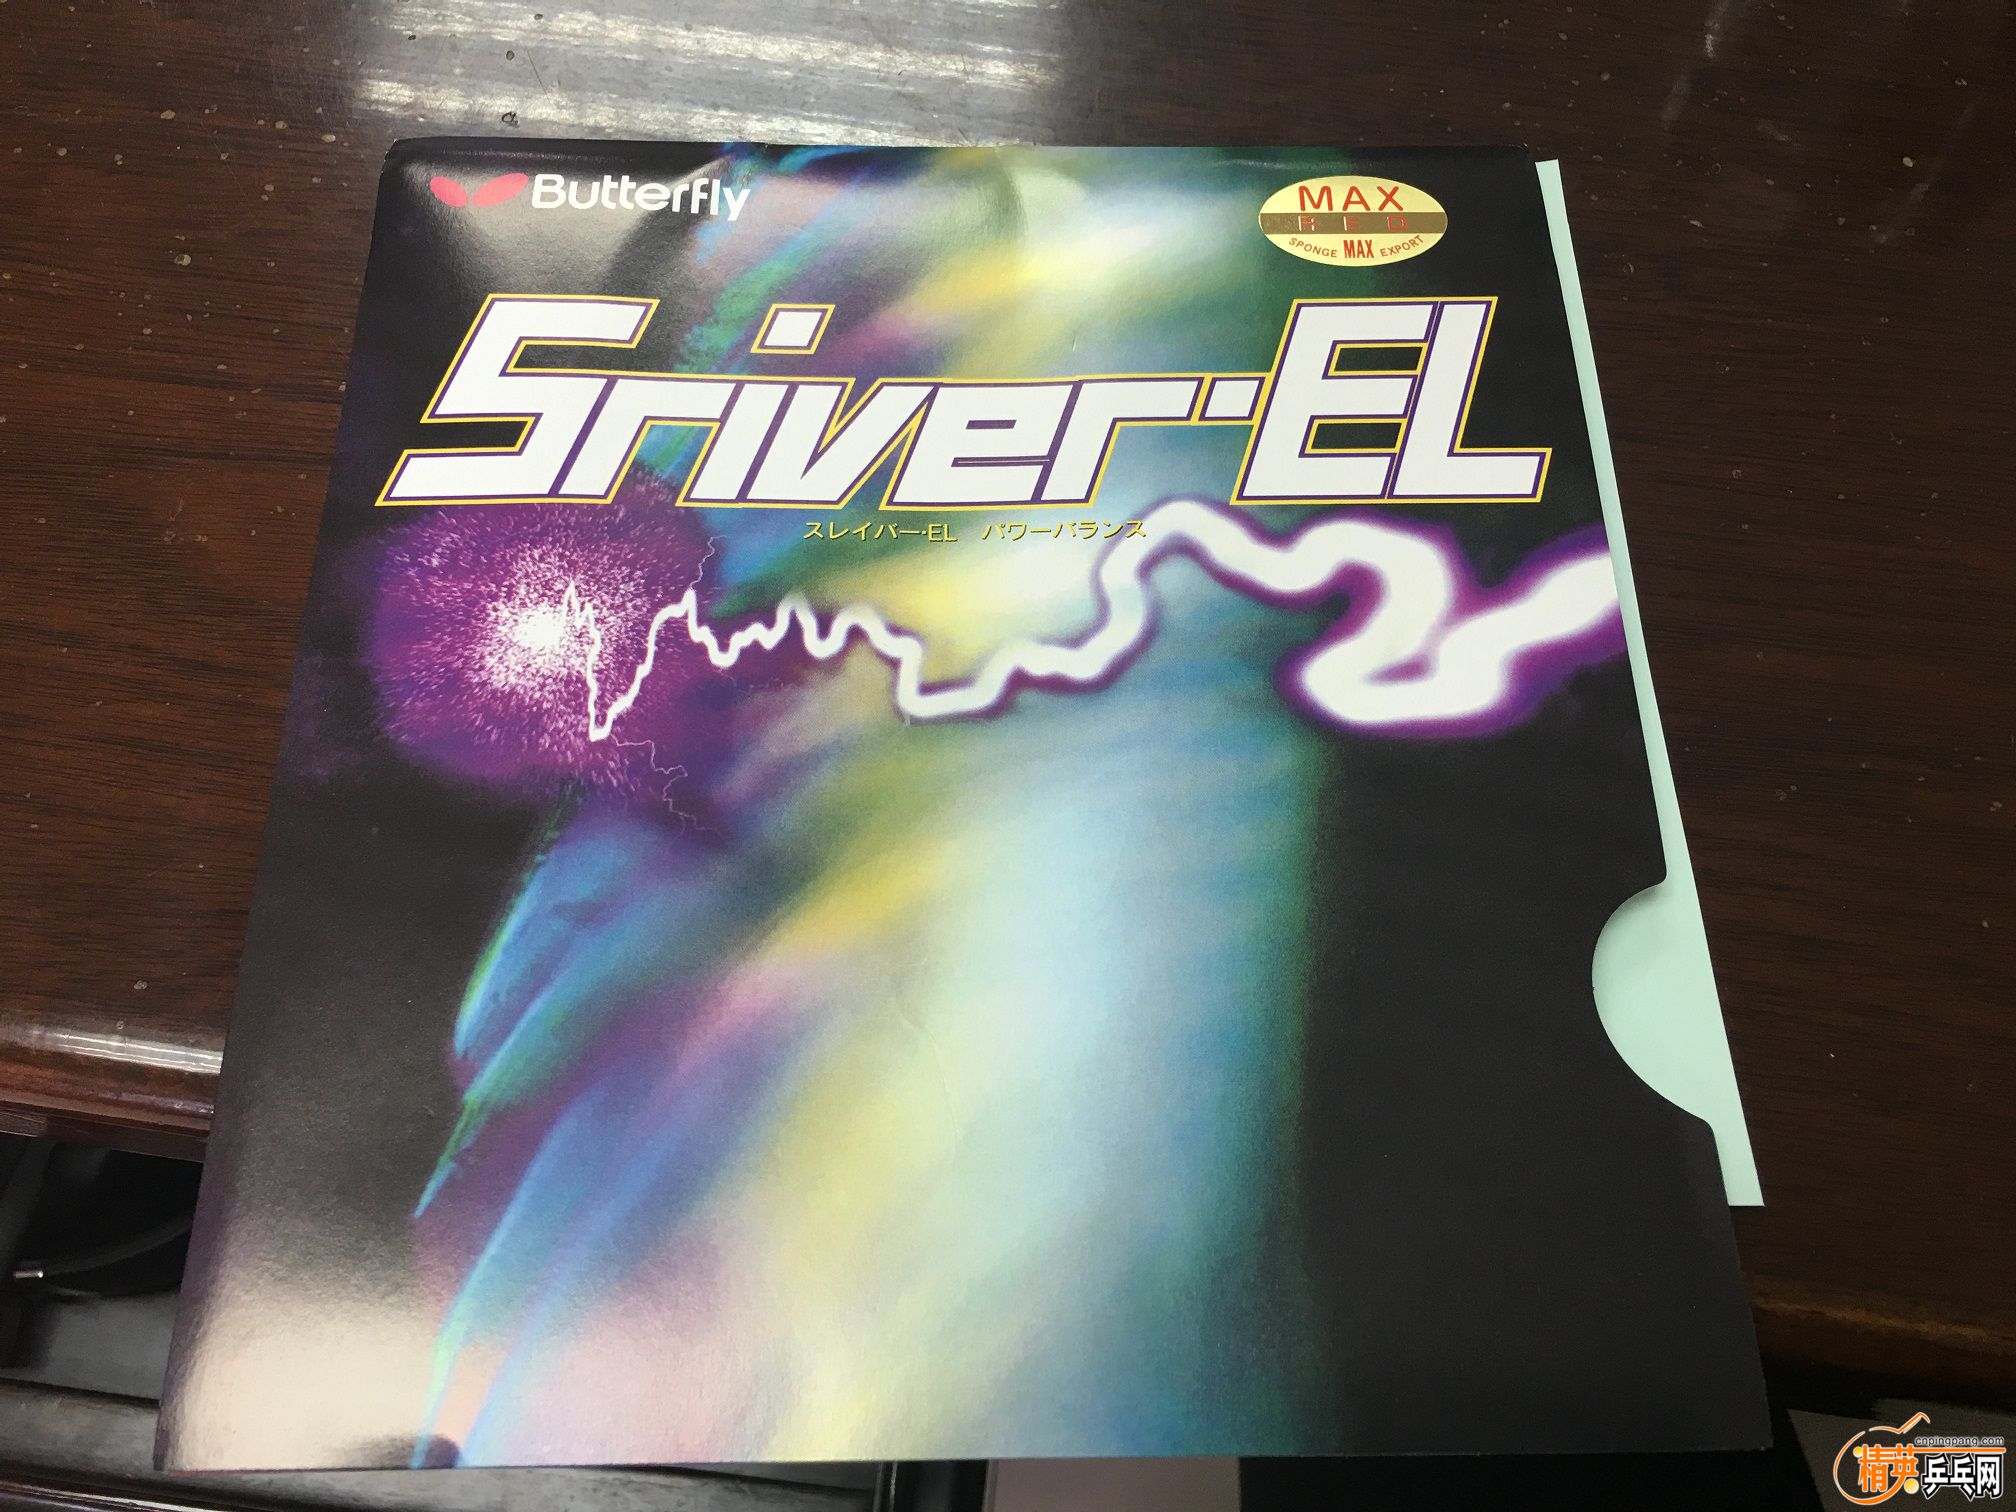 Butterfly
MAX
RED
SPONGE MAX EXPORT
Sriver·EL
スレイバー·EL パワーバランス
cnpingpang.com
精英乒乓网